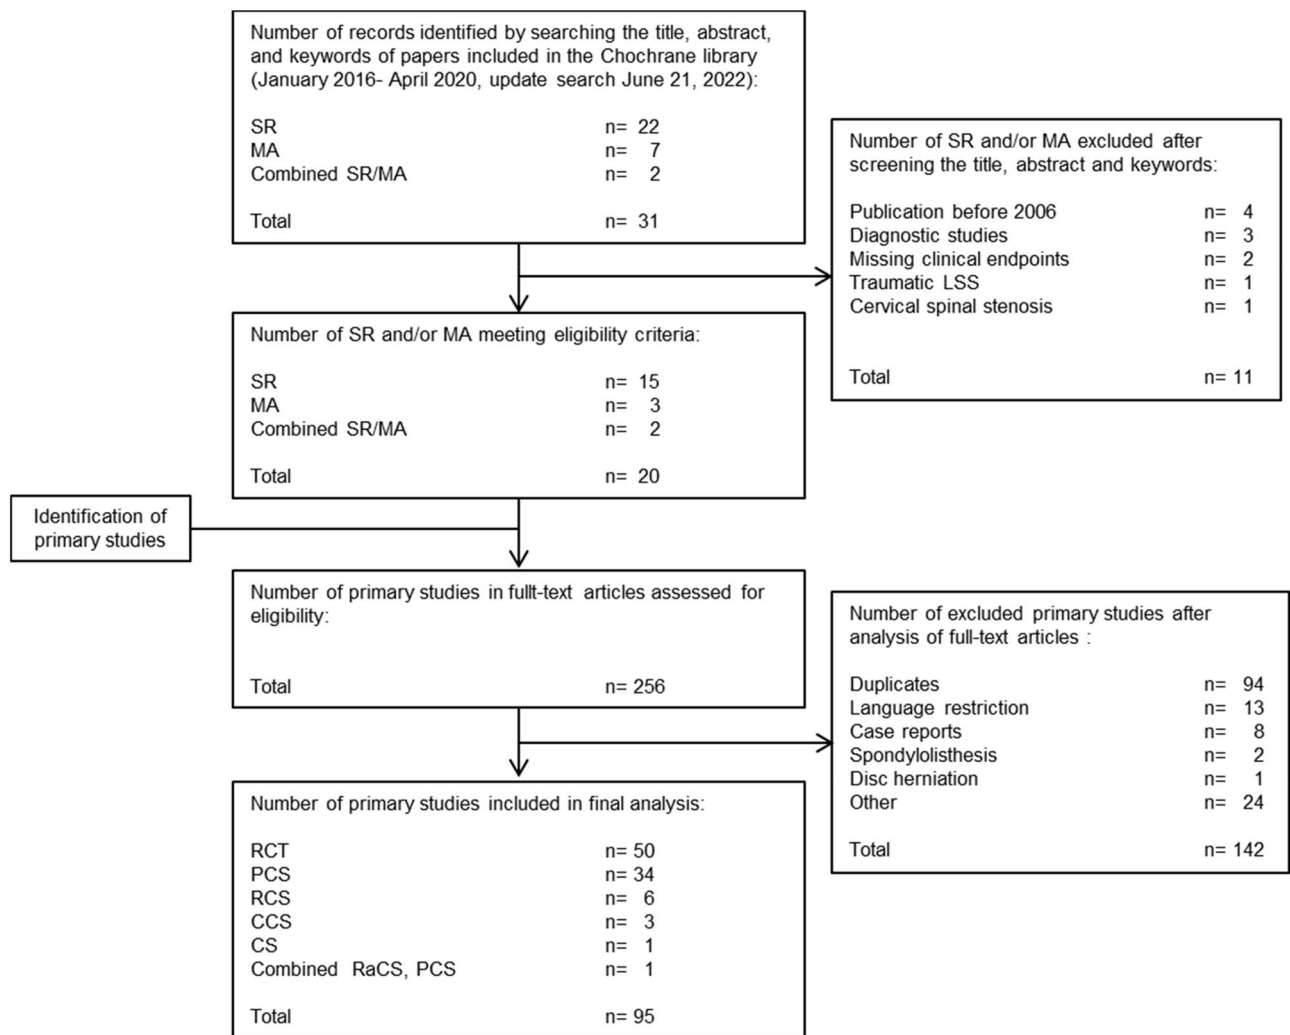 Number of records identified by searching the title, abstract,
and keywords of papers included in the Chochrane library
(January 2016- April 2020, update search June 21, 2022):
SR n= 22
MA n= 7
Combined SR/MA n= 2
Total n= 31
Number of SR and/or MA excluded after
screening the title, abstract and keywords:
Publication before 2006 n= 4
Diagnostic studies n= 3
Missing clinical endpoints n= 2
Traumatic LSS n= 1
Cervical spinal stenosis n= 1
Total n= 11
Number of SR and/or MA meeting eligibility criteria:
SR n= 15
MA n= 3
Combined SR/MA n= 2
Total n= 20
Identification of
primary studies
Number of primary studies in fullt-text articles assessed for
eligibility:
Total n= 256
Number of excluded primary studies after
analysis of full-text articles :
Duplicates n= 94
Language restriction n= 13
Case reports n= 8
Spondylolisthesis n= 2
Disc herniation n= 1
Other n= 24
Total n= 142
Number of primary studies included in final analysis:
RCT n= 50
PCS n= 34
RCS n= 6
CCS n= 3
CS n= 1
Combined RaCS, PCS n= 1
Total n= 95